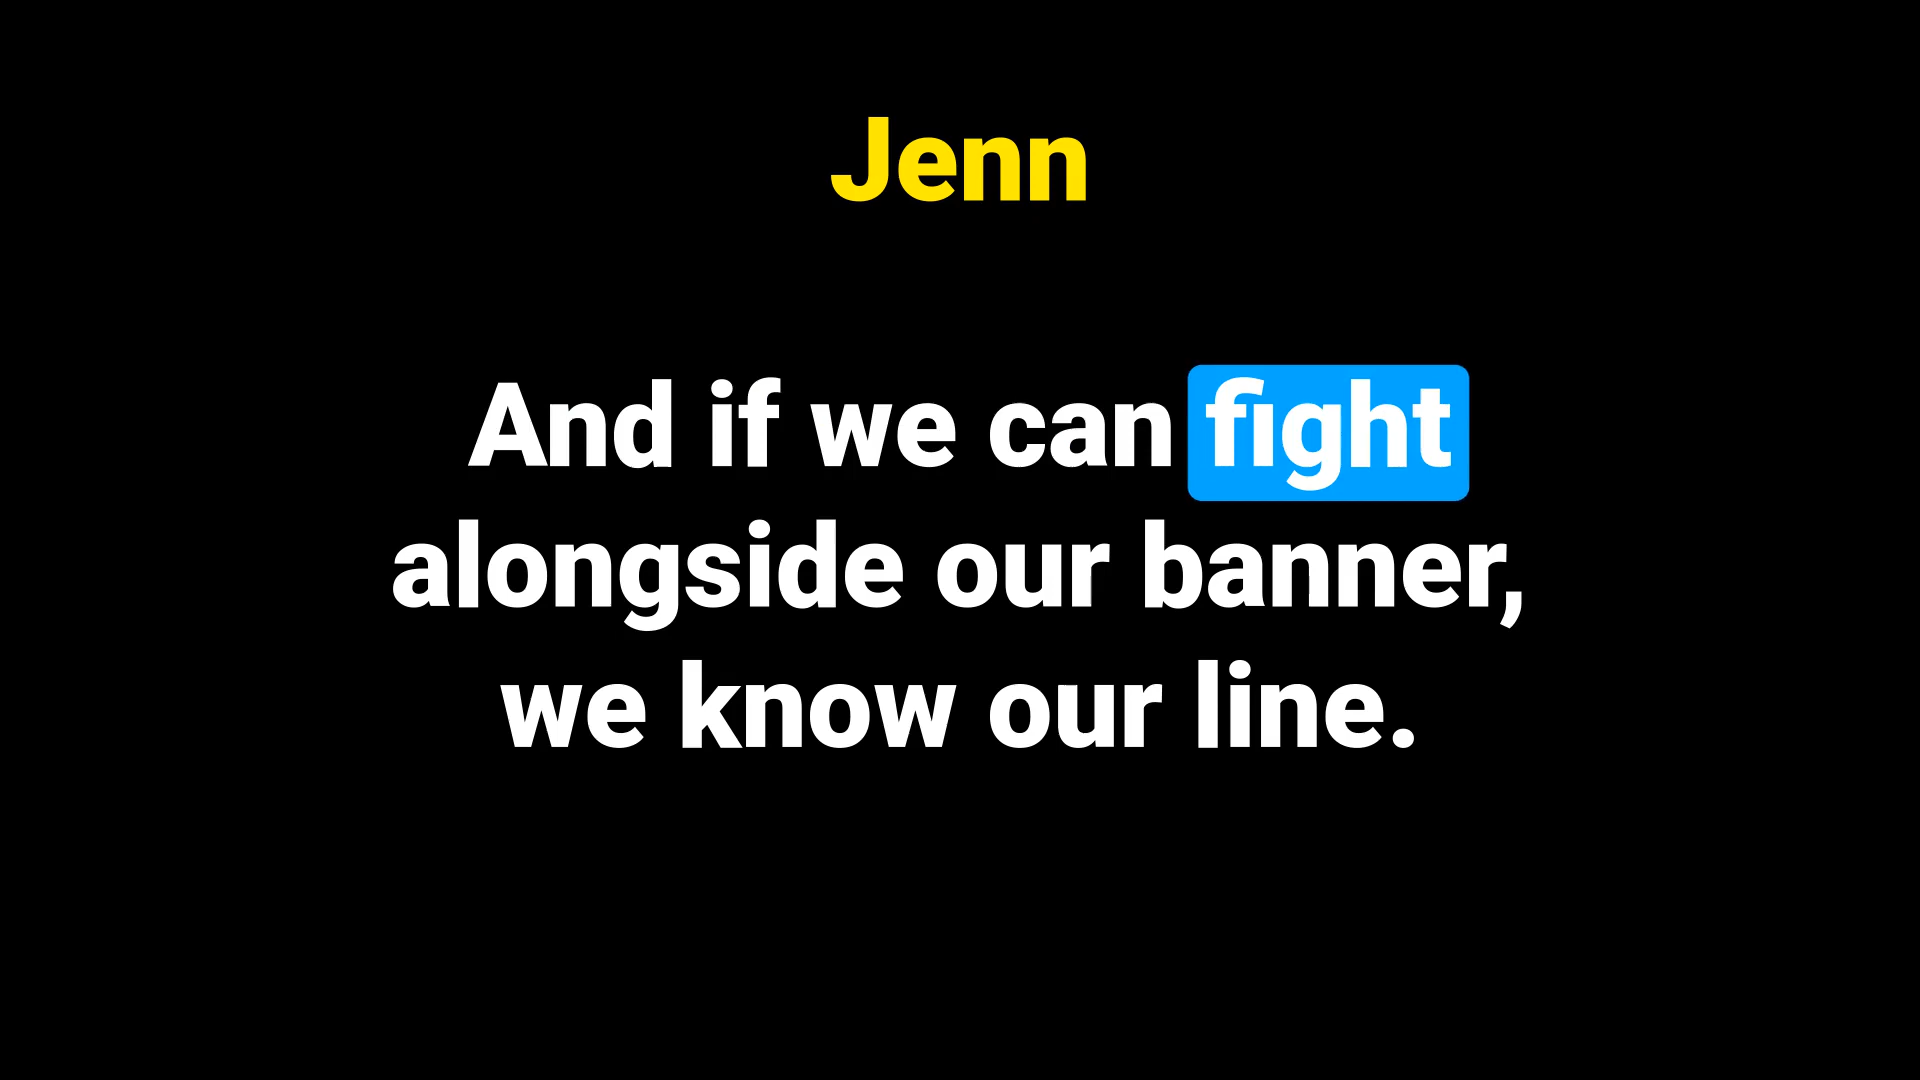 Jenn
And if we can fight
alongside our banner,
we know our line.